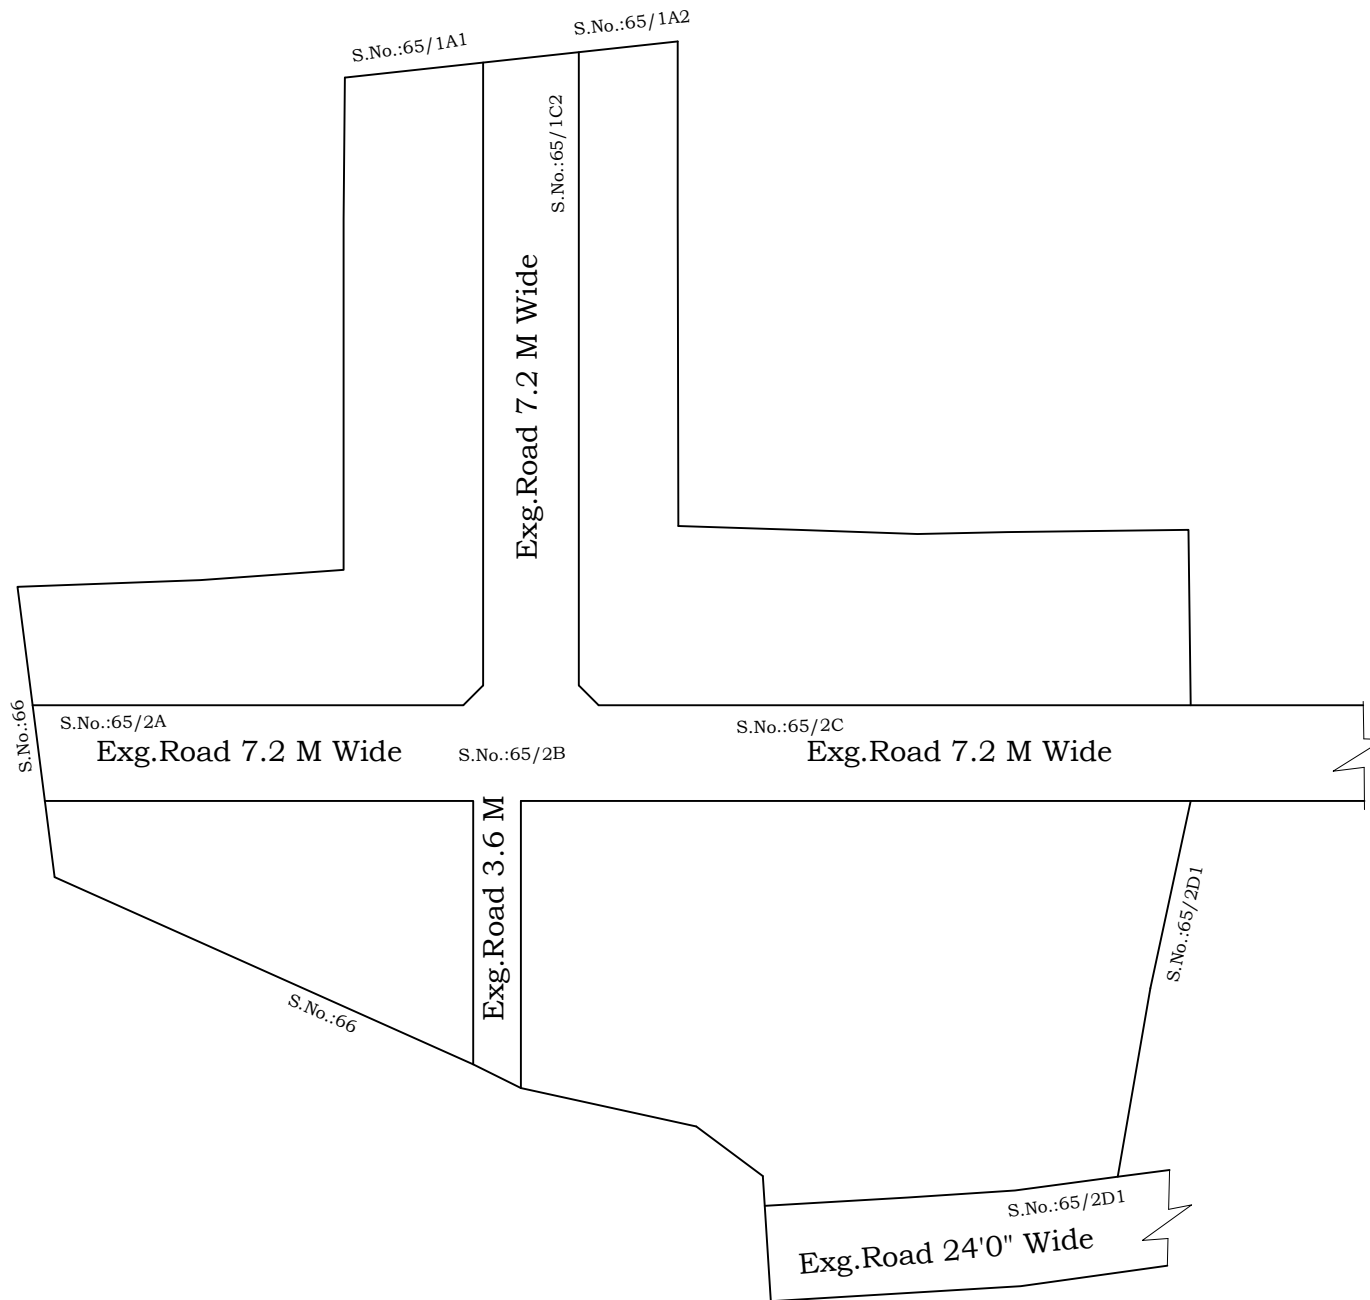 S.No.:65/1A1
S.No.:65/1A2
S.No.:65/1C2
Exg.Road 7.2 M Wide
S.No.:66
S.No.:65/2A
Exg.Road 7.2 M Wide
S.No.:65/2B
S.No.:65/2C
Exg.Road 7.2 M Wide
Exg.Road 3.6 M
S.No.:65/2D1
S.No.:66
S.No.:65/2D1
Exg.Road 24'0" Wide